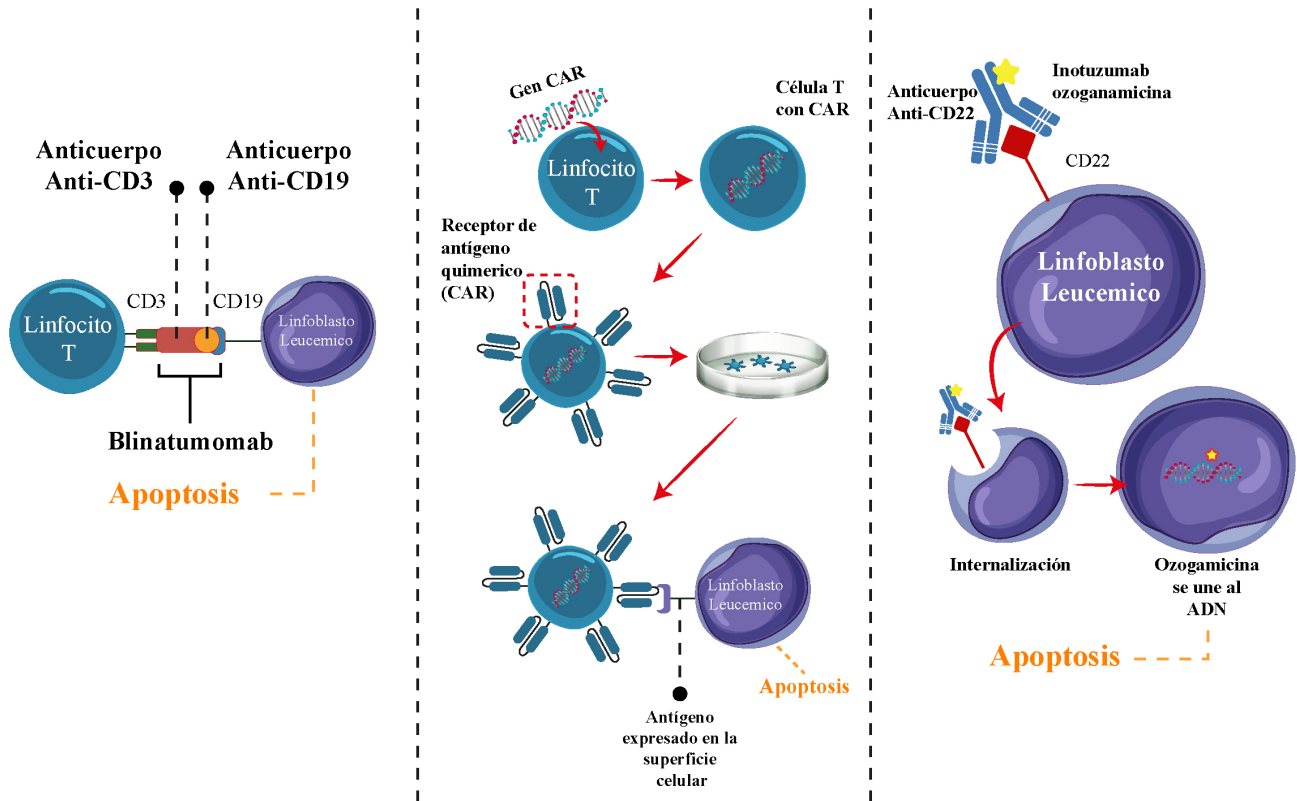 Anticuerpo
Anti-CD3
Anticuerpo
Anti-CD19
CD3
CD19
Linfocito
T
Linfoblasto
Leucemico
Blinatumomab
Apoptosis
Gen CAR
Linfocito
T
Célula T
con CAR
Receptor de
antígeno
quimerico
(CAR)
Linfoblasto
Leucemico
Apoptosis
Antígeno
expresado en la
superficie
celular
Anticuerpo
Anti-CD22
Inotuzumab
ozoganamicina
CD22
Linfoblasto
Leucemico
Internalización
Ozogamicina
se une al
ADN
Apoptosis